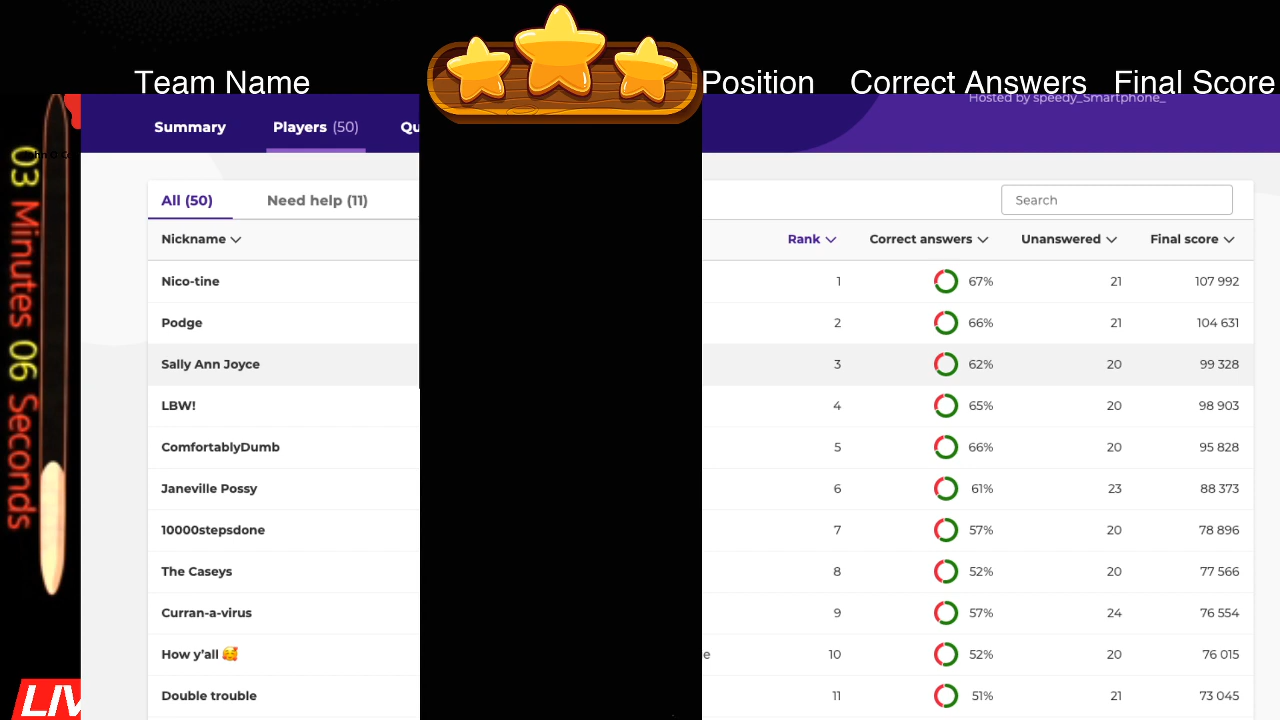 Team Name Position Correct Answers Final Score
Hosted by speedy_Smartphone_
Summary Players (50)
03 Minutes 06 Seconds
All (50) Need help (11) Search
Nickname Rank Correct answers Unanswered Final score
Nico-tine 1 67% 21 107 992
Podge 2 66% 21 104 631
Sally Ann Joyce 3 62% 20 99 328
LBW! 4 65% 20 98 903
ComfortablyDumb 5 66% 20 95 828
Janeville Possy 6 61% 23 88 373
10000stepsdone 7 57% 20 78 896
The Caseys 8 52% 20 77 566
Curran-a-virus 9 57% 24 76 554
How y’all 🥰 10 52% 20 76 015
Double trouble 11 51% 21 73 045